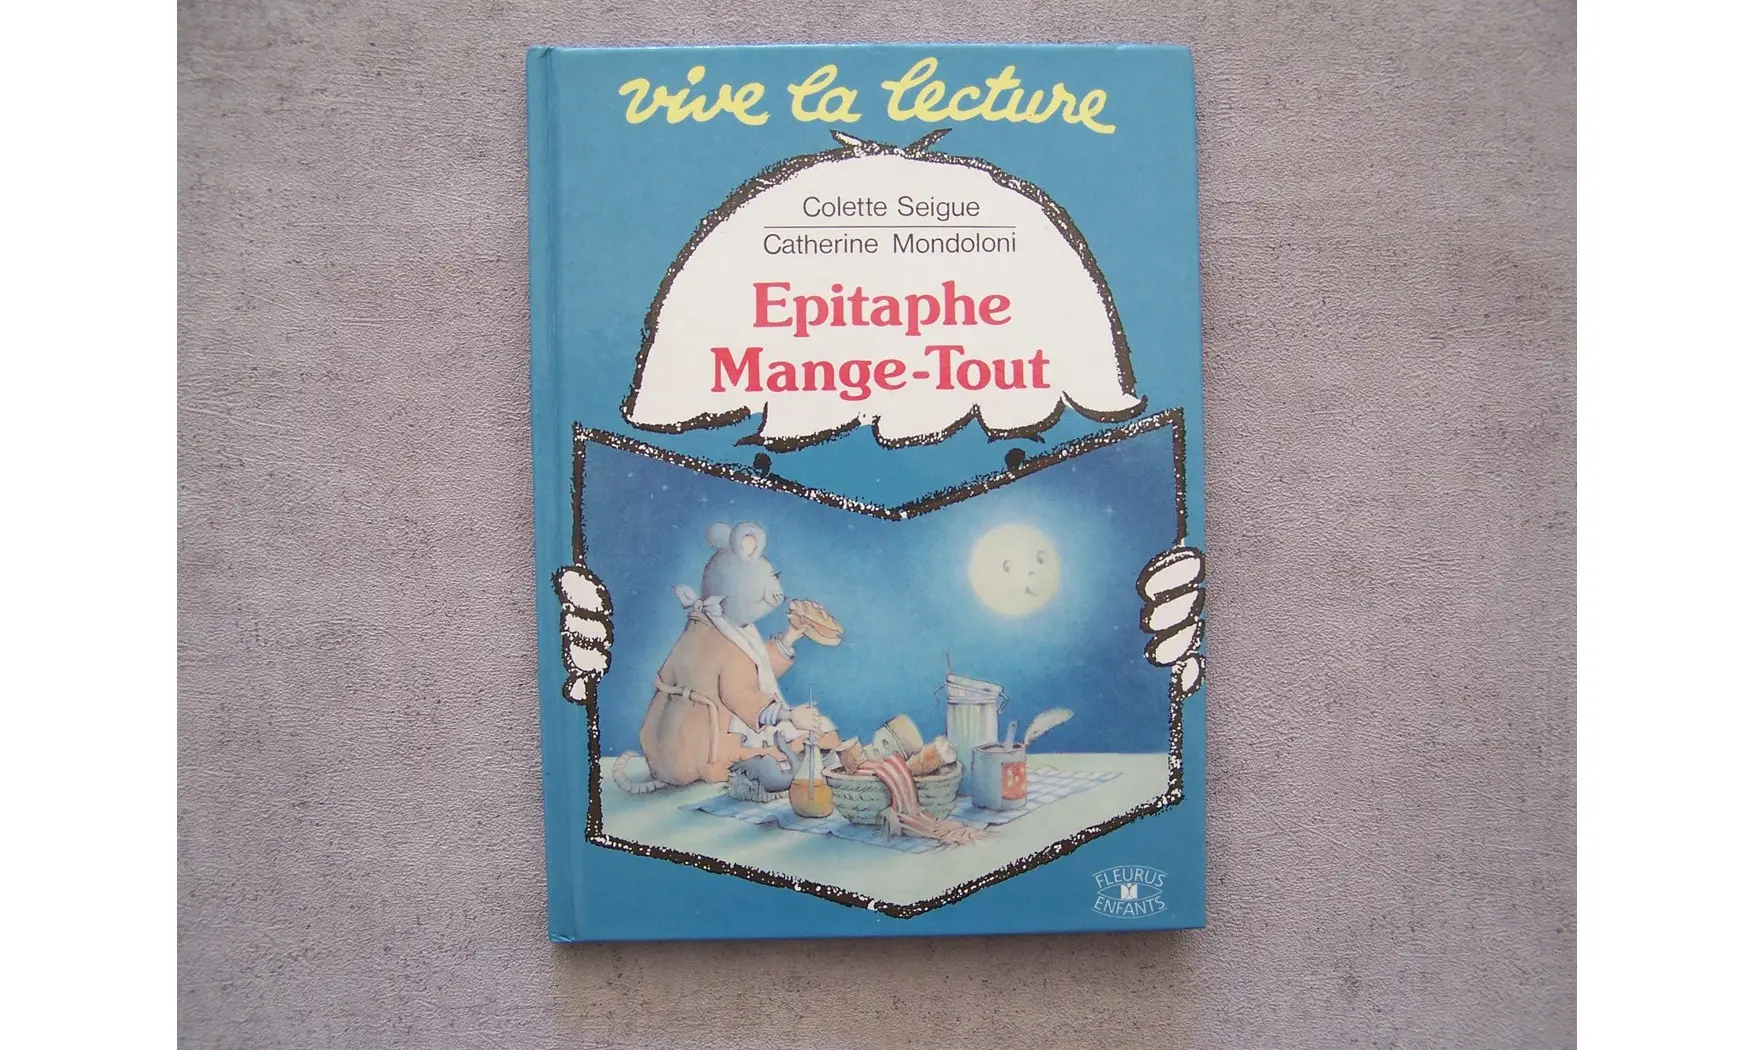 vive la lecture
Colette Seigue
Catherine Mondoloni
Epitaphe
Mange-Tout
FLEURUS
ENFANTS